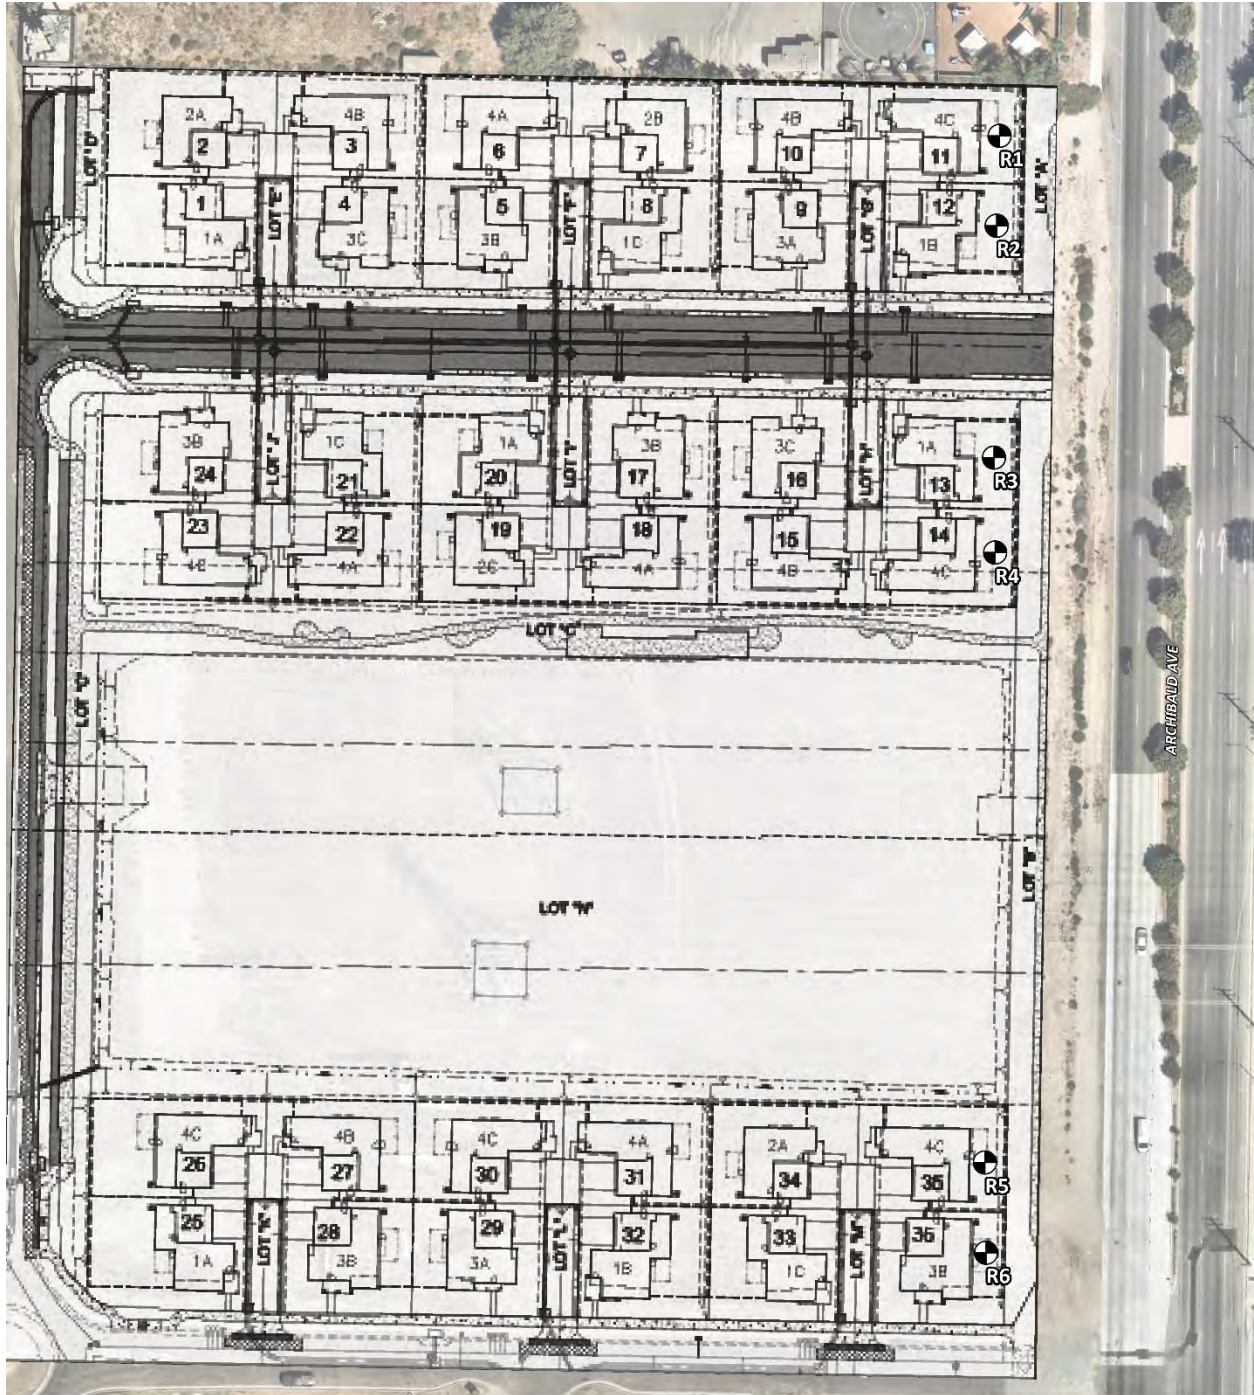 2A 4B 4A 2B 4B 4C
2 3 6 7 10 11 R1
LOT "D" LOT "A"
1 4 5 8 9 12 R2
LOT "E" LOT "F" LOT "G"
1A 3C 3B 1C 3A 1B
3B 1C 1A 3B 3C 1A
24 21 20 17 16 13 R3
LOT "J" LOT "I" LOT "H"
23 22 19 18 15 14 R4
4C 4A 2C 4A 4B 4C
LOT "C"
LOT "O"
ARCHIBALD AVE
LOT "N"
LOT "B"
4C 4B 4C 4A 2A 4C
26 27 30 31 34 35 R5
25 28 29 32 33 36 R6
LOT "K" LOT "L" LOT "M"
1A 3B 3A 1B 1C 3B